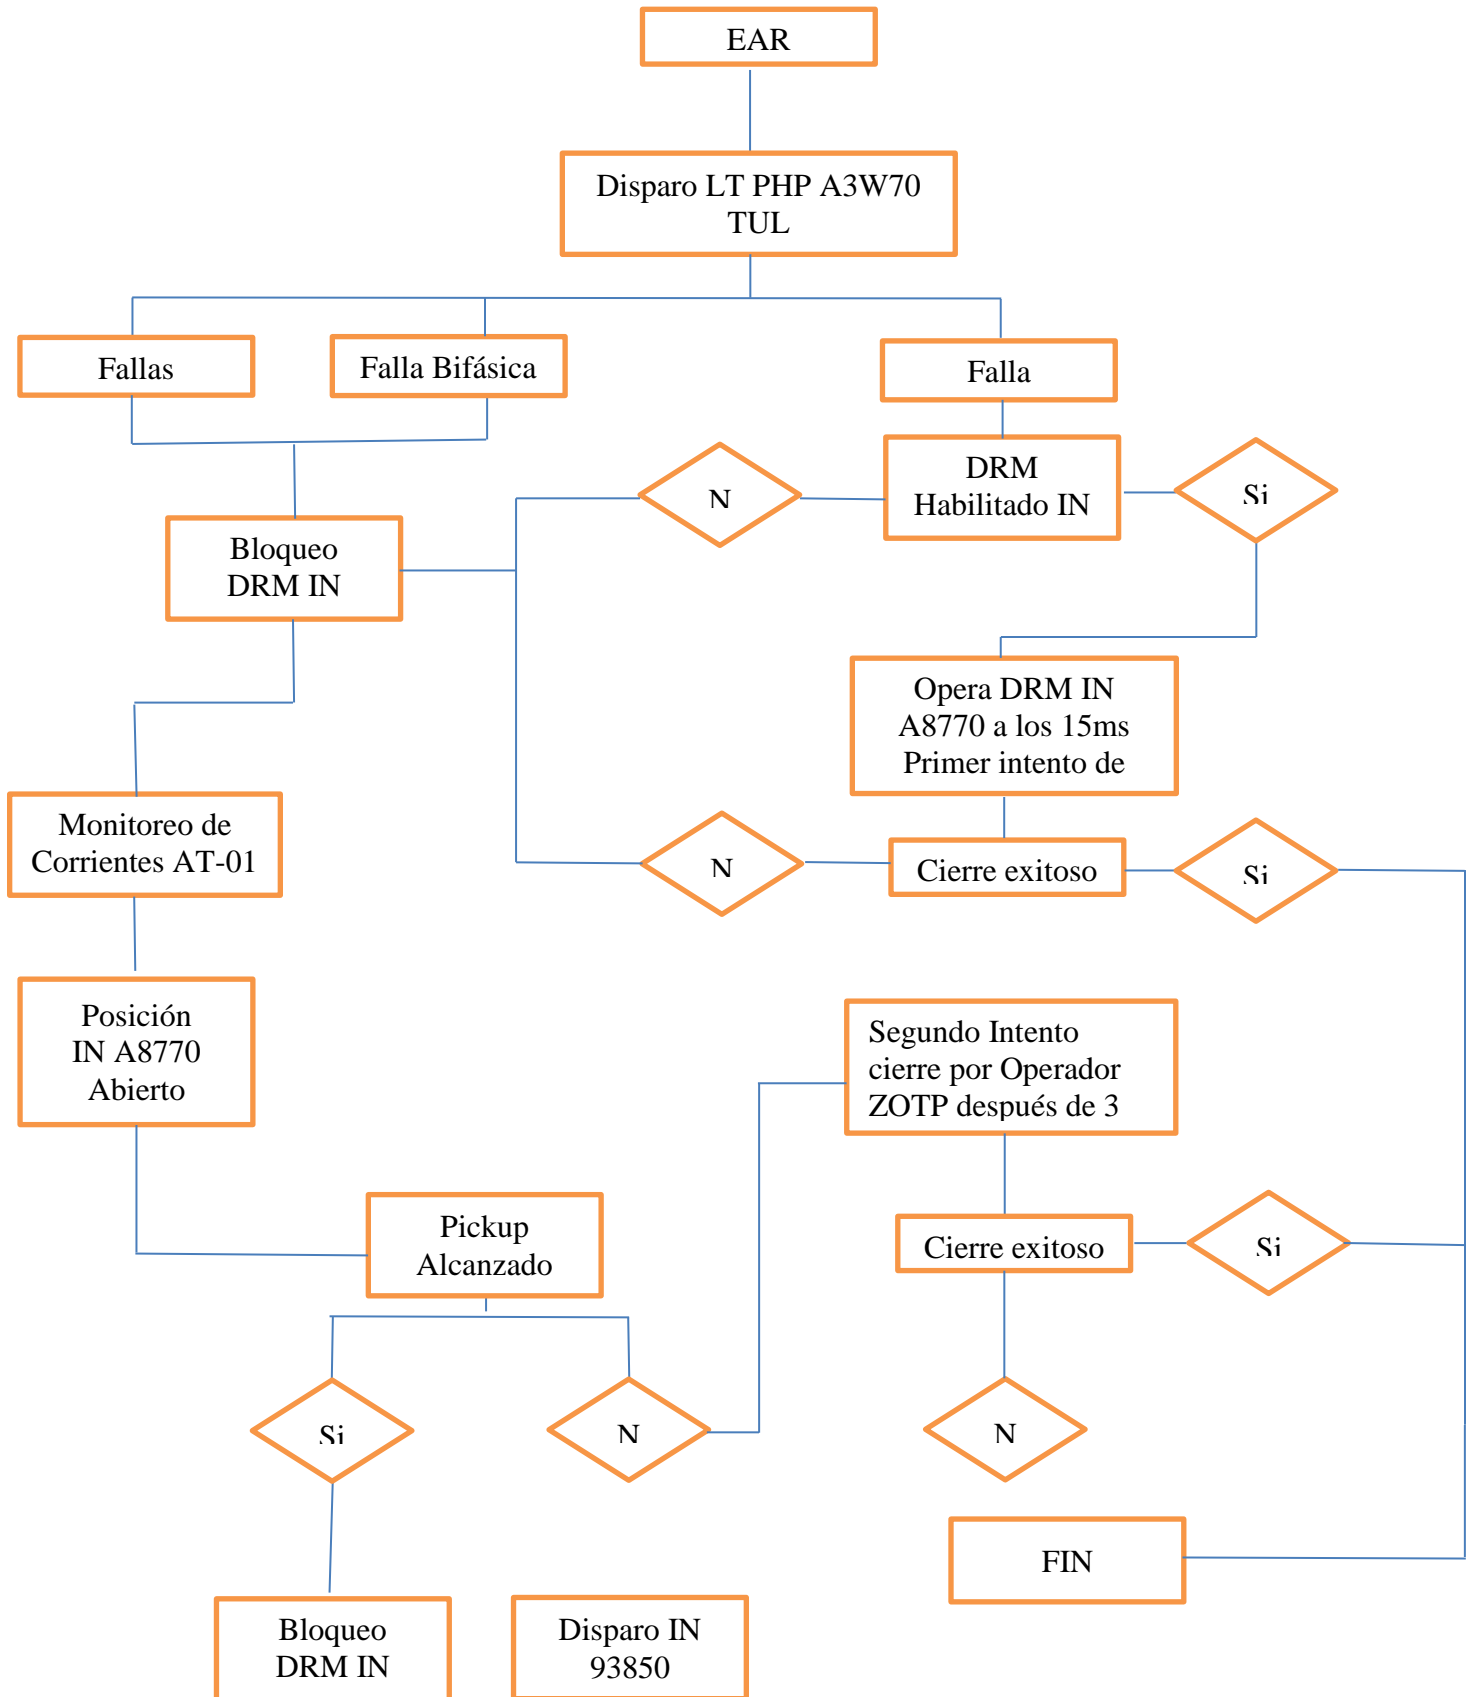 EAR
Disparo LT PHP A3W70
TUL
Fallas
Falla Bifásica
Falla
DRM
Habilitado IN
N
Si
Bloqueo
DRM IN
Opera DRM IN
A8770 a los 15ms
Primer intento de
Monitoreo de
Corrientes AT-01
N
Cierre exitoso
Si
Posición
IN A8770
Abierto
Segundo Intento
cierre por Operador
ZOTP después de 3
Pickup
Alcanzado
Cierre exitoso
Si
Si
N
N
FIN
Bloqueo
DRM IN
Disparo IN
93850